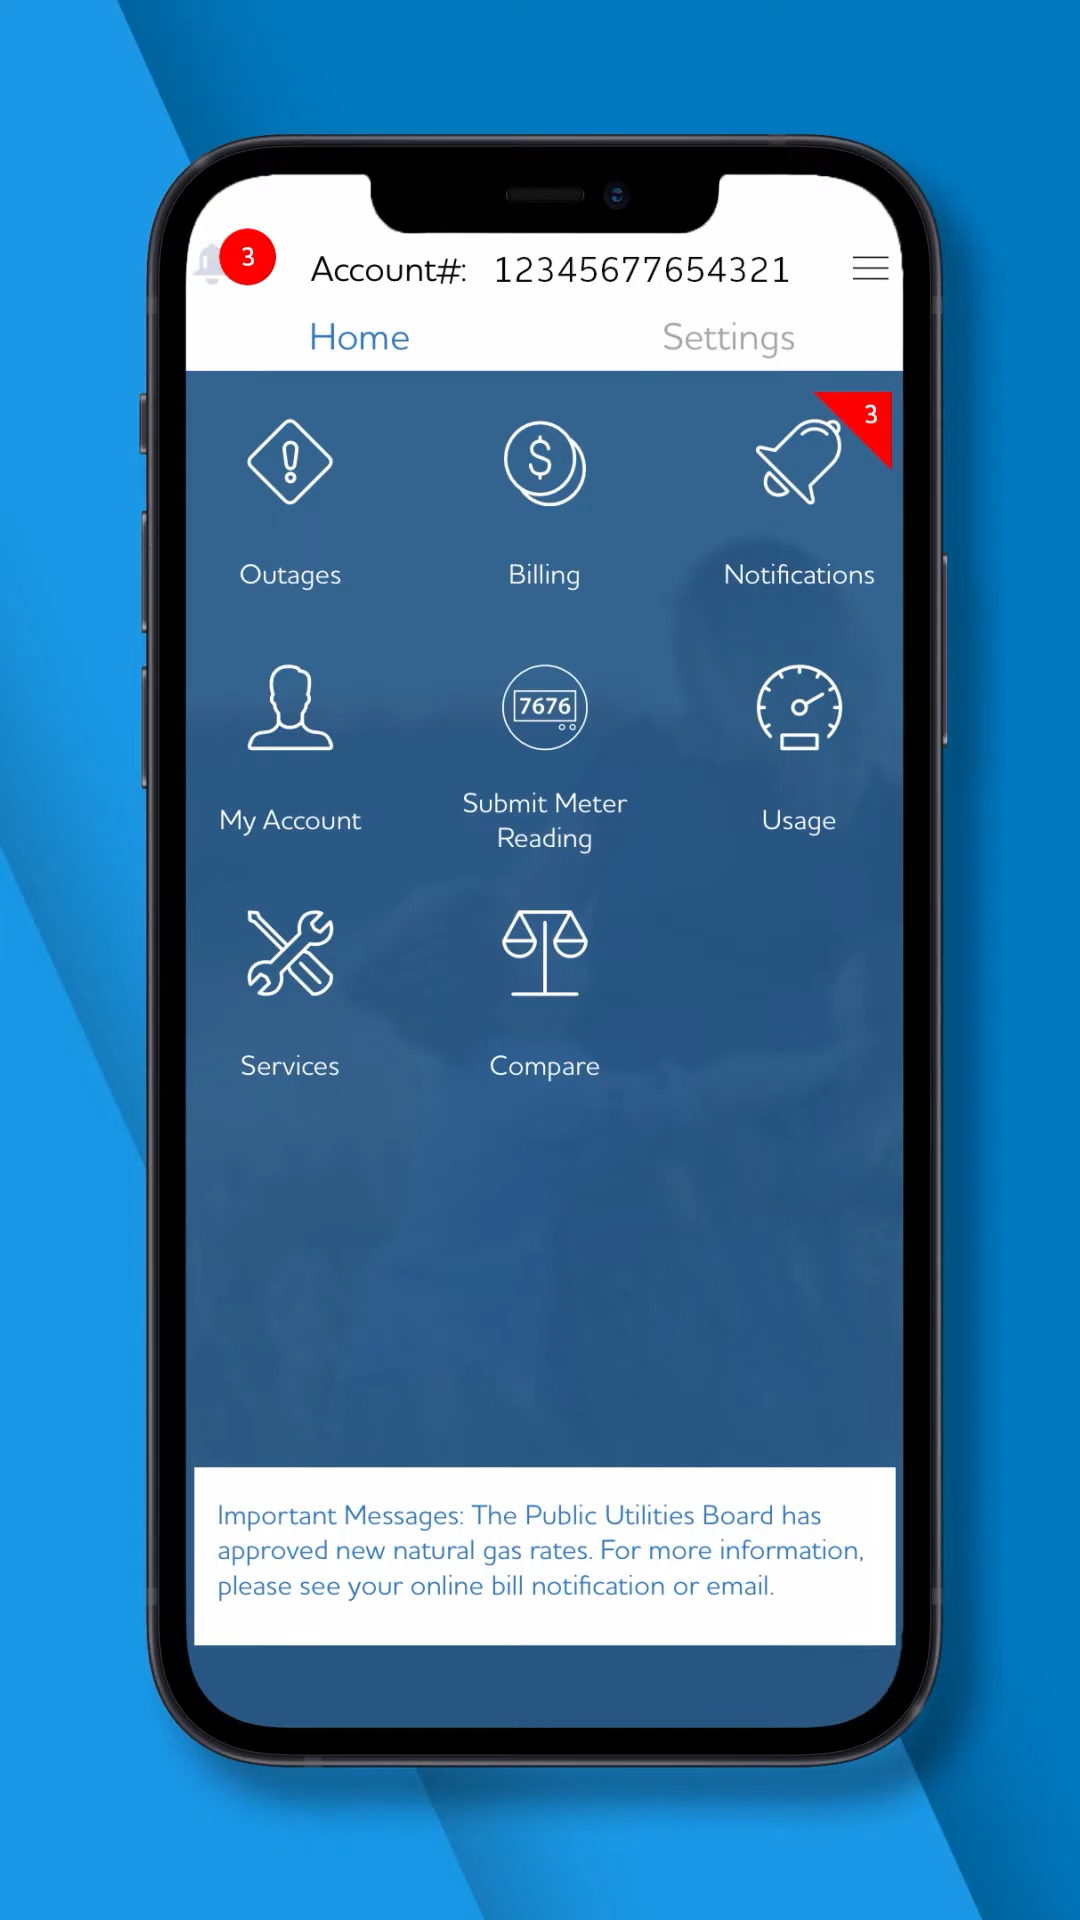 3
Account#: 12345677654321
Home Settings
3
Outages Billing Notifications
7676
My Account Submit Meter Reading Usage
Services Compare
Important Messages: The Public Utilities Board has
approved new natural gas rates. For more information,
please see your online bill notification or email.